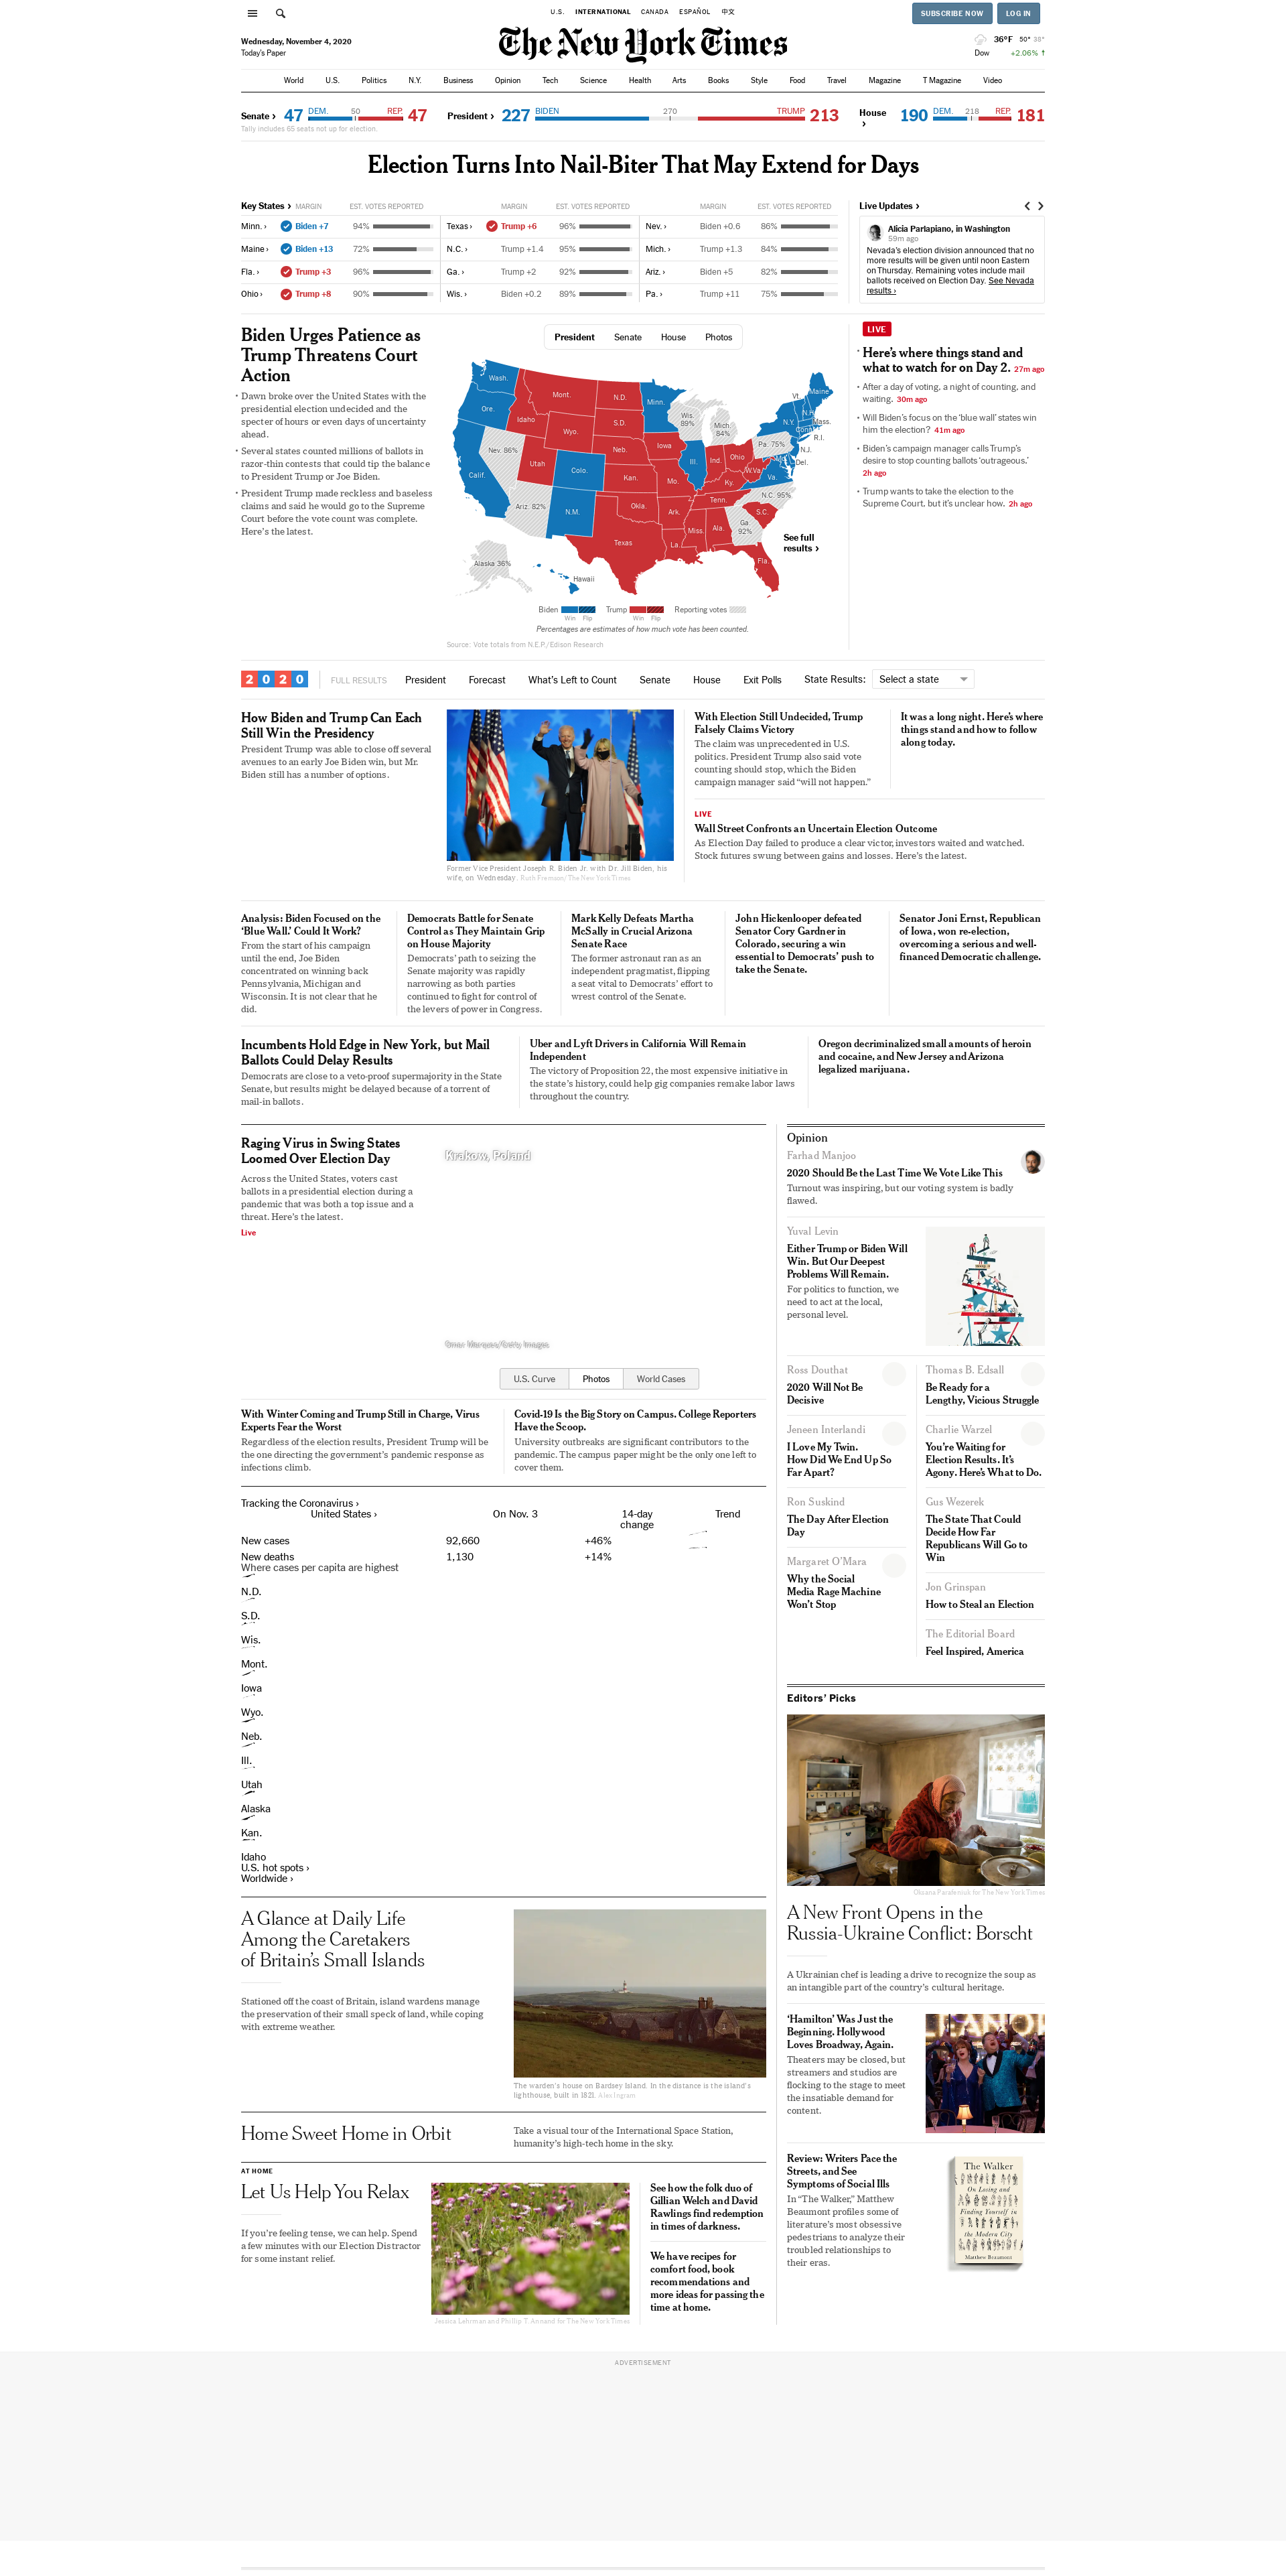 U.S. INTERNATIONAL CANADA ESPAÑOL 中文
SUBSCRIBE NOW LOG IN
Wednesday, November 4, 2020
Today's Paper
The New York Times
36°F 50° 38°
Dow +2.06% ↑
World U.S. Politics N.Y. Business Opinion Tech Science Health Arts Books Style Food Travel Magazine T Magazine Video
Senate › 47 DEM. 50 REP. 47
Tally includes 65 seats not up for election.
President › 227 BIDEN 270 TRUMP 213
House › 190 DEM. 218 REP. 181
Election Turns Into Nail-Biter That May Extend for Days
Key States › MARGIN EST. VOTES REPORTED
Minn. › Biden +7 94%
Maine › Biden +13 72%
Fla. › Trump +3 96%
Ohio › Trump +8 90%
MARGIN EST. VOTES REPORTED
Texas › Trump +6 96%
N.C. › Trump +1.4 95%
Ga. › Trump +2 92%
Wis. › Biden +0.2 89%
MARGIN EST. VOTES REPORTED
Nev. › Biden +0.6 86%
Mich. › Trump +1.3 84%
Ariz. › Biden +5 82%
Pa. › Trump +11 75%
Live Updates ›
Alicia Parlapiano, in Washington
59m ago
Nevada's election division announced that no
more results will be given until noon Eastern
on Thursday. Remaining votes include mail
ballots received on Election Day. See Nevada
results ›
Biden Urges Patience as
Trump Threatens Court
Action
Dawn broke over the United States with the
presidential election undecided and the
specter of hours or even days of uncertainty
ahead.
Several states counted millions of ballots in
razor-thin contests that could tip the balance
to President Trump or Joe Biden.
President Trump made reckless and baseless
claims and said he would go to the Supreme
Court before the vote count was complete.
Here's the latest.
President Senate House Photos
Wash.
Ore.
Calif.
Nev. 86%
Idaho
Mont.
Wyo.
Utah
Ariz. 82%
Colo.
N.M.
N.D.
S.D.
Neb.
Kan.
Okla.
Texas
Minn.
Iowa
Mo.
Ark.
La.
Wis.
89%
Ill.
Mich.
84%
Ind.
Ohio
Ky.
Tenn.
Miss.
Ala.
Ga.
92%
Fla.
S.C.
N.C. 95%
Va.
W.Va.
Md.
Del.
Pa. 75%
N.J.
N.Y.
Conn.
R.I.
Mass.
Vt.
N.H.
Maine
Alaska 36%
Hawaii
See full
results ›
Biden Trump Reporting votes
Win Flip Win Flip
Percentages are estimates of how much vote has been counted.
Source: Vote totals from N.E.P./Edison Research
LIVE
Here's where things stand and
what to watch for on Day 2. 27m ago
After a day of voting, a night of counting, and
waiting. 30m ago
Will Biden's focus on the 'blue wall' states win
him the election? 41m ago
Biden's campaign manager calls Trump's
desire to stop counting ballots 'outrageous.'
2h ago
Trump wants to take the election to the
Supreme Court, but it's unclear how. 2h ago
2020 FULL RESULTS President Forecast What's Left to Count Senate House Exit Polls State Results: Select a state
How Biden and Trump Can Each
Still Win the Presidency
President Trump was able to close off several
avenues to an early Joe Biden win, but Mr.
Biden still has a number of options.
Former Vice President Joseph R. Biden Jr. with Dr. Jill Biden, his
wife, on Wednesday. Ruth Fremson/The New York Times
With Election Still Undecided, Trump
Falsely Claims Victory
The claim was unprecedented in U.S.
politics. President Trump also said vote
counting should stop, which the Biden
campaign manager said “will not happen.”
It was a long night. Here's where
things stand and how to follow
along today.
LIVE
Wall Street Confronts an Uncertain Election Outcome
As Election Day failed to produce a clear victor, investors waited and watched.
Stock futures swung between gains and losses. Here's the latest.
Analysis: Biden Focused on the
‘Blue Wall.’ Could It Work?
From the start of his campaign
until the end, Joe Biden
concentrated on winning back
Pennsylvania, Michigan and
Wisconsin. It is not clear that he
did.
Democrats Battle for Senate
Control as They Maintain Grip
on House Majority
Democrats' path to seizing the
Senate majority was rapidly
narrowing as both parties
continued to fight for control of
the levers of power in Congress.
Mark Kelly Defeats Martha
McSally in Crucial Arizona
Senate Race
The former astronaut ran as an
independent pragmatist, flipping
a seat vital to Democrats' effort to
wrest control of the Senate.
John Hickenlooper defeated
Senator Cory Gardner in
Colorado, securing a win
essential to Democrats' push to
take the Senate.
Senator Joni Ernst, Republican
of Iowa, won re-election,
overcoming a serious and well-
financed Democratic challenge.
Incumbents Hold Edge in New York, but Mail
Ballots Could Delay Results
Democrats are close to a veto-proof supermajority in the State
Senate, but results might be delayed because of a torrent of
mail-in ballots.
Uber and Lyft Drivers in California Will Remain
Independent
The victory of Proposition 22, the most expensive initiative in
the state's history, could help gig companies remake labor laws
throughout the country.
Oregon decriminalized small amounts of heroin
and cocaine, and New Jersey and Arizona
legalized marijuana.
Raging Virus in Swing States
Loomed Over Election Day
Across the United States, voters cast
ballots in a presidential election during a
pandemic that was both a top issue and a
threat. Here's the latest.
Live
Krakow, Poland
Omar Marques/Getty Images
U.S. Curve Photos World Cases
With Winter Coming and Trump Still in Charge, Virus
Experts Fear the Worst
Regardless of the election results, President Trump will be
the one directing the government's pandemic response as
infections climb.
Covid-19 Is the Big Story on Campus. College Reporters
Have the Scoop.
University outbreaks are significant contributors to the
pandemic. The campus paper might be the only one left to
cover them.
Tracking the Coronavirus ›
United States › On Nov. 3 14-day
change Trend
New cases 92,660 +46%
New deaths 1,130 +14%
Where cases per capita are highest
N.D.
S.D.
Wis.
Mont.
Iowa
Wyo.
Neb.
Ill.
Utah
Alaska
Kan.
Idaho
U.S. hot spots ›
Worldwide ›
A Glance at Daily Life
Among the Caretakers
of Britain's Small Islands
Stationed off the coast of Britain, island wardens manage
the preservation of their small speck of land, while coping
with extreme weather.
The warden's house on Bardsey Island. In the distance is the island's
lighthouse, built in 1821. Alex Ingram
Home Sweet Home in Orbit
Take a visual tour of the International Space Station,
humanity's high-tech home in the sky.
AT HOME
Let Us Help You Relax
If you're feeling tense, we can help. Spend
a few minutes with our Election Distractor
for some instant relief.
Jessica Lehrman and Phillip T. Annand for The New York Times
See how the folk duo of
Gillian Welch and David
Rawlings find redemption
in times of darkness.
We have recipes for
comfort food, book
recommendations and
more ideas for passing the
time at home.
Opinion
Farhad Manjoo
2020 Should Be the Last Time We Vote Like This
Turnout was inspiring, but our voting system is badly
flawed.
Yuval Levin
Either Trump or Biden Will
Win. But Our Deepest
Problems Will Remain.
For politics to function, we
need to act at the local,
personal level.
Ross Douthat
2020 Will Not Be
Decisive
Jeneen Interlandi
I Love My Twin.
How Did We End Up So
Far Apart?
Ron Suskind
The Day After Election
Day
Margaret O'Mara
Why the Social
Media Rage Machine
Won't Stop
Thomas B. Edsall
Be Ready for a
Lengthy, Vicious Struggle
Charlie Warzel
You're Waiting for
Election Results. It's
Agony. Here's What to Do.
Gus Wezerek
The State That Could
Decide How Far
Republicans Will Go to
Win
Jon Grinspan
How to Steal an Election
The Editorial Board
Feel Inspired, America
Editors' Picks
Oksana Parafeniuk for The New York Times
A New Front Opens in the
Russia-Ukraine Conflict: Borscht
A Ukrainian chef is leading a drive to recognize the soup as
an intangible part of the country's cultural heritage.
‘Hamilton’ Was Just the
Beginning. Hollywood
Loves Broadway, Again.
Theaters may be closed, but
streamers and studios are
flocking to the stage to meet
the insatiable demand for
content.
Review: Writers Pace the
Streets, and See
Symptoms of Social Ills
In “The Walker,” Matthew
Beaumont profiles some of
literature's most obsessive
pedestrians to analyze their
troubled relationships to
their eras.
The Walker
On Losing and
Finding Yourself in
the Modern City
Matthew Beaumont
ADVERTISEMENT